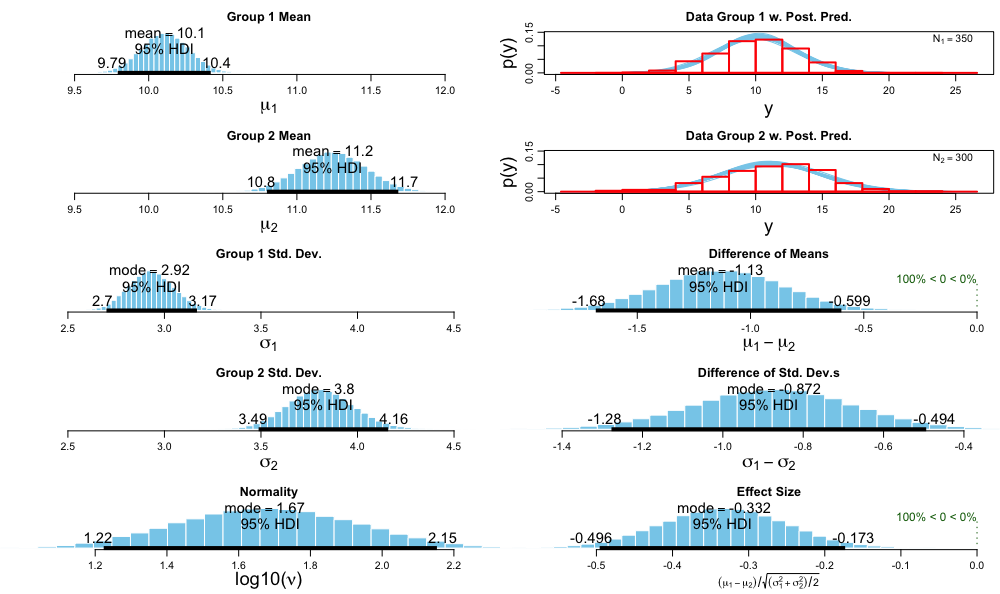 Group 1 Mean
mean = 10.1
95% HDI
9.79 10.4
9.5 10.0 10.5 11.0 11.5 12.0
μ1
Data Group 1 w. Post. Pred.
N1 = 350
p(y)
0.00 0.15
-5 0 5 10 15 20 25
y
Group 2 Mean
mean = 11.2
95% HDI
10.8 11.7
9.5 10.0 10.5 11.0 11.5 12.0
μ2
Data Group 2 w. Post. Pred.
N2 = 300
p(y)
0.00 0.15
-5 0 5 10 15 20 25
y
Group 1 Std. Dev.
mode = 2.92
95% HDI
2.7 3.17
2.5 3.0 3.5 4.0 4.5
σ1
Difference of Means
mean = -1.13
100% < 0 < 0%
95% HDI
-1.68 -0.599
-1.5 -1.0 -0.5 0.0
μ1 − μ2
Group 2 Std. Dev.
mode = 3.8
95% HDI
3.49 4.16
2.5 3.0 3.5 4.0 4.5
σ2
Difference of Std. Dev.s
mode = -0.872
95% HDI
-1.28 -0.494
-1.4 -1.2 -1.0 -0.8 -0.6 -0.4
σ1 − σ2
Normality
mode = 1.67
95% HDI
1.22 2.15
1.2 1.4 1.6 1.8 2.0 2.2
log10(ν)
Effect Size
mode = -0.332
100% < 0 < 0%
95% HDI
-0.496 -0.173
-0.5 -0.4 -0.3 -0.2 -0.1 0.0
(μ1 − μ2)/√(σ1² + σ2²)/2